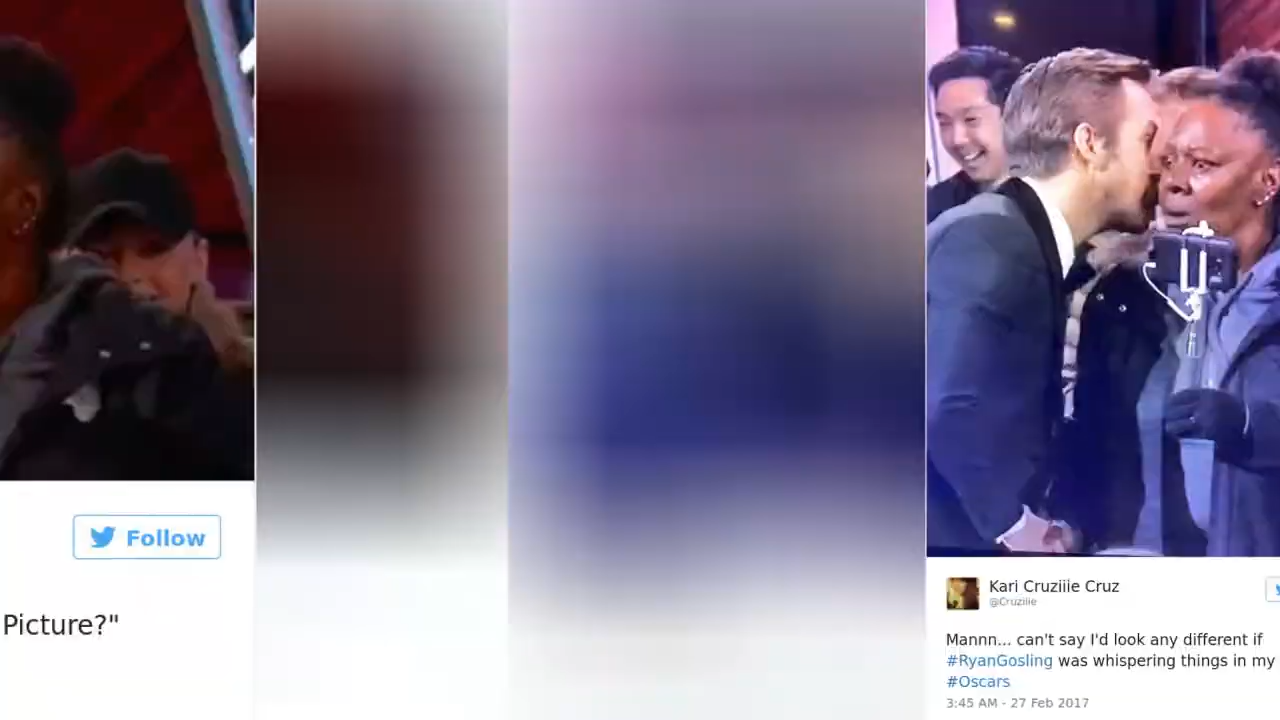 Follow
Picture?"
Kari Cruziiie Cruz
@Cruziiie
Mannn... can't say I'd look any different if
#RyanGosling was whispering things in my
#Oscars
3:45 AM - 27 Feb 2017